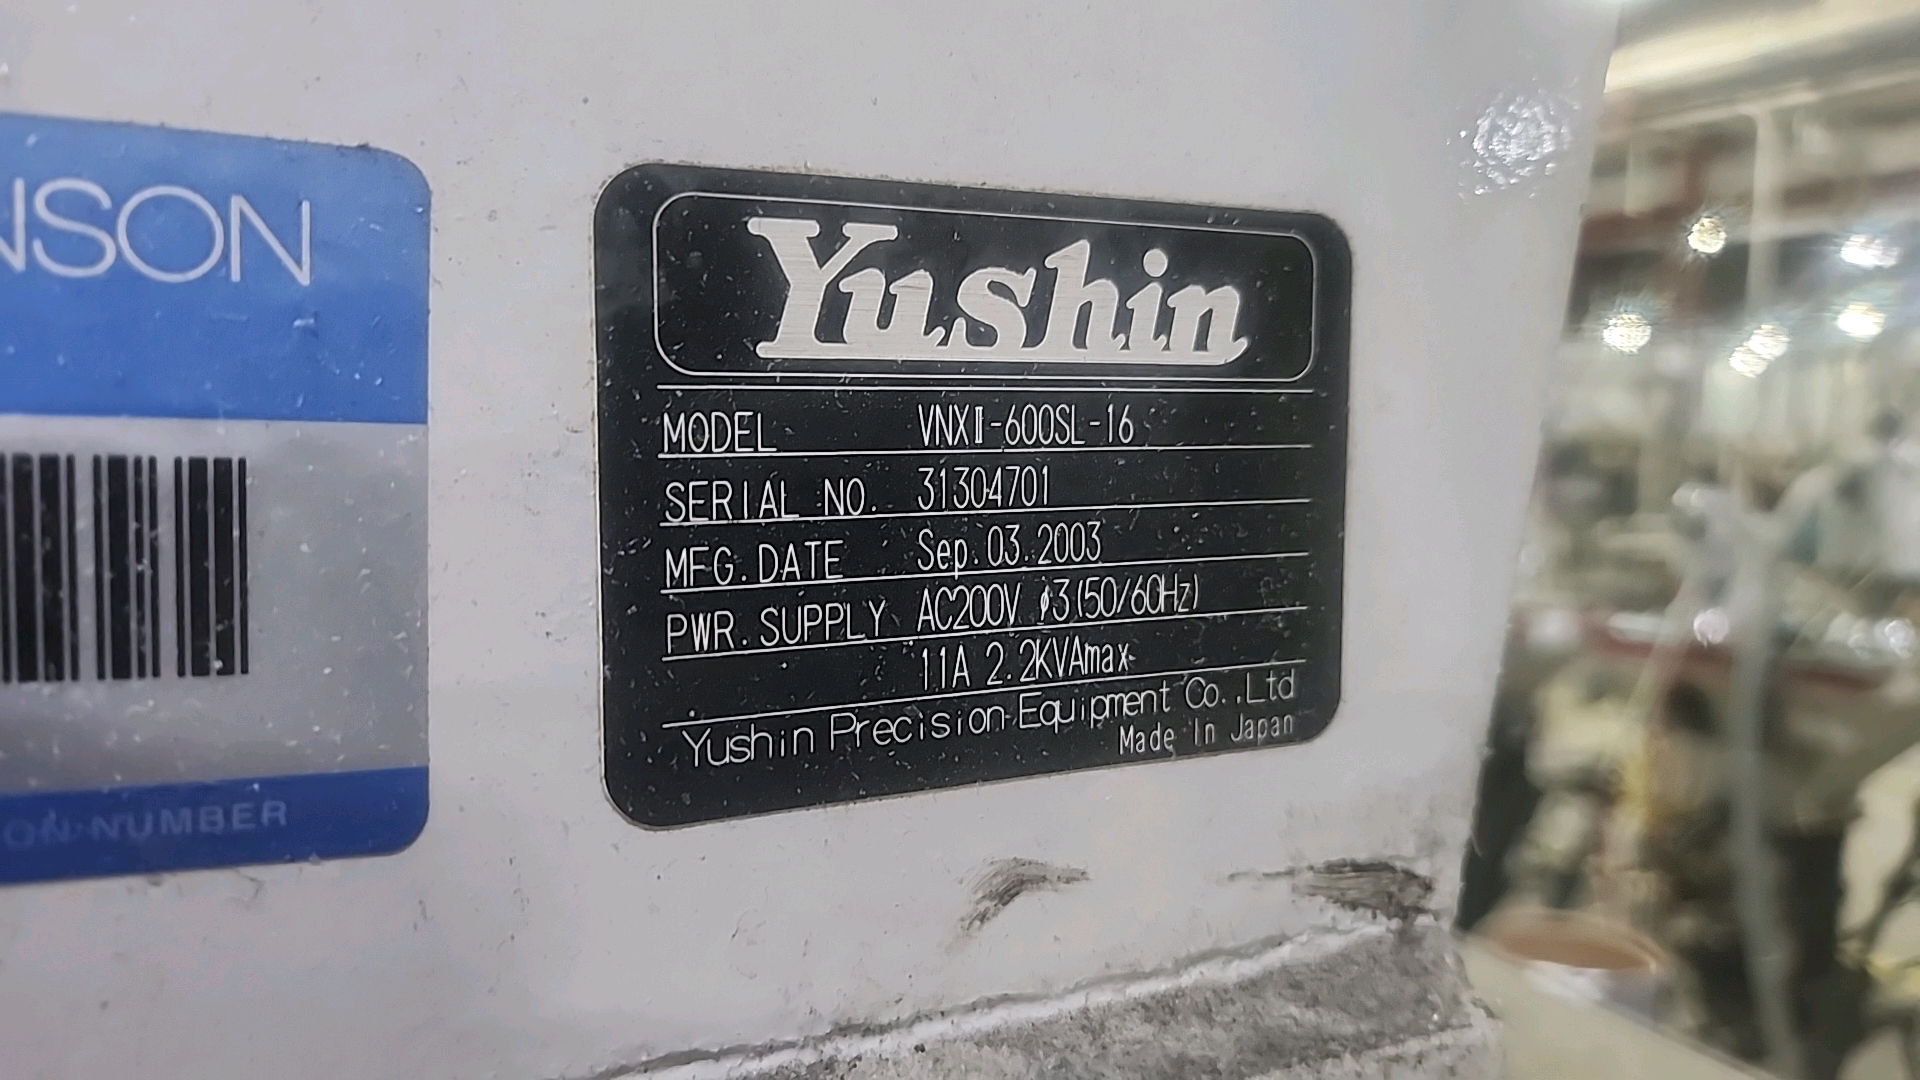 NSON
ON NUMBER
Yushin
MODEL VNXⅡ-600SL-16
SERIAL NO. 31304701
MFG. DATE Sep. 03. 2003
PWR. SUPPLY AC200V φ3(50/60Hz)
11A 2.2KVAmax
Yushin Precision Equipment Co.,Ltd
Made In Japan